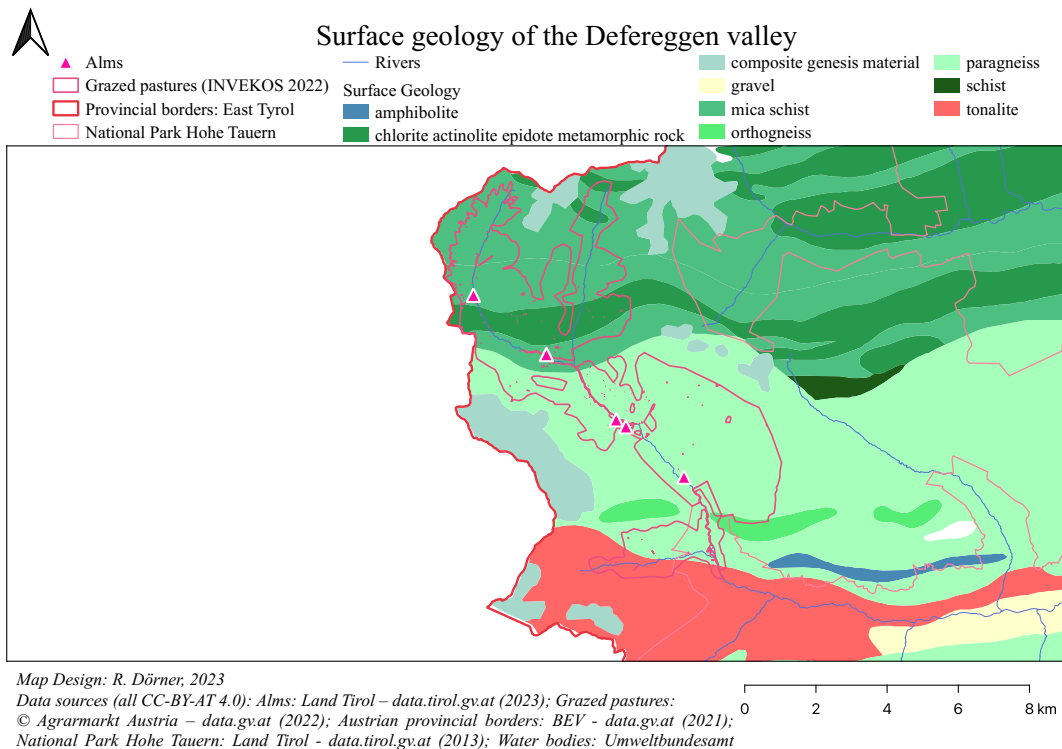 Surface geology of the Defereggen valley
Alms
Grazed pastures (INVEKOS 2022)
Provincial borders: East Tyrol
National Park Hohe Tauern
Rivers
Surface Geology
amphibolite
chlorite actinolite epidote metamorphic rock
composite genesis material
gravel
mica schist
orthogneiss
paragneiss
schist
tonalite
Map Design: R. Dörner, 2023
Data sources (all CC-BY-AT 4.0): Alms: Land Tirol – data.tirol.gv.at (2023); Grazed pastures:
© Agrarmarkt Austria – data.gv.at (2022); Austrian provincial borders: BEV - data.gv.at (2021);
National Park Hohe Tauern: Land Tirol - data.tirol.gv.at (2013); Water bodies: Umweltbundesamt
0 2 4 6 8 km